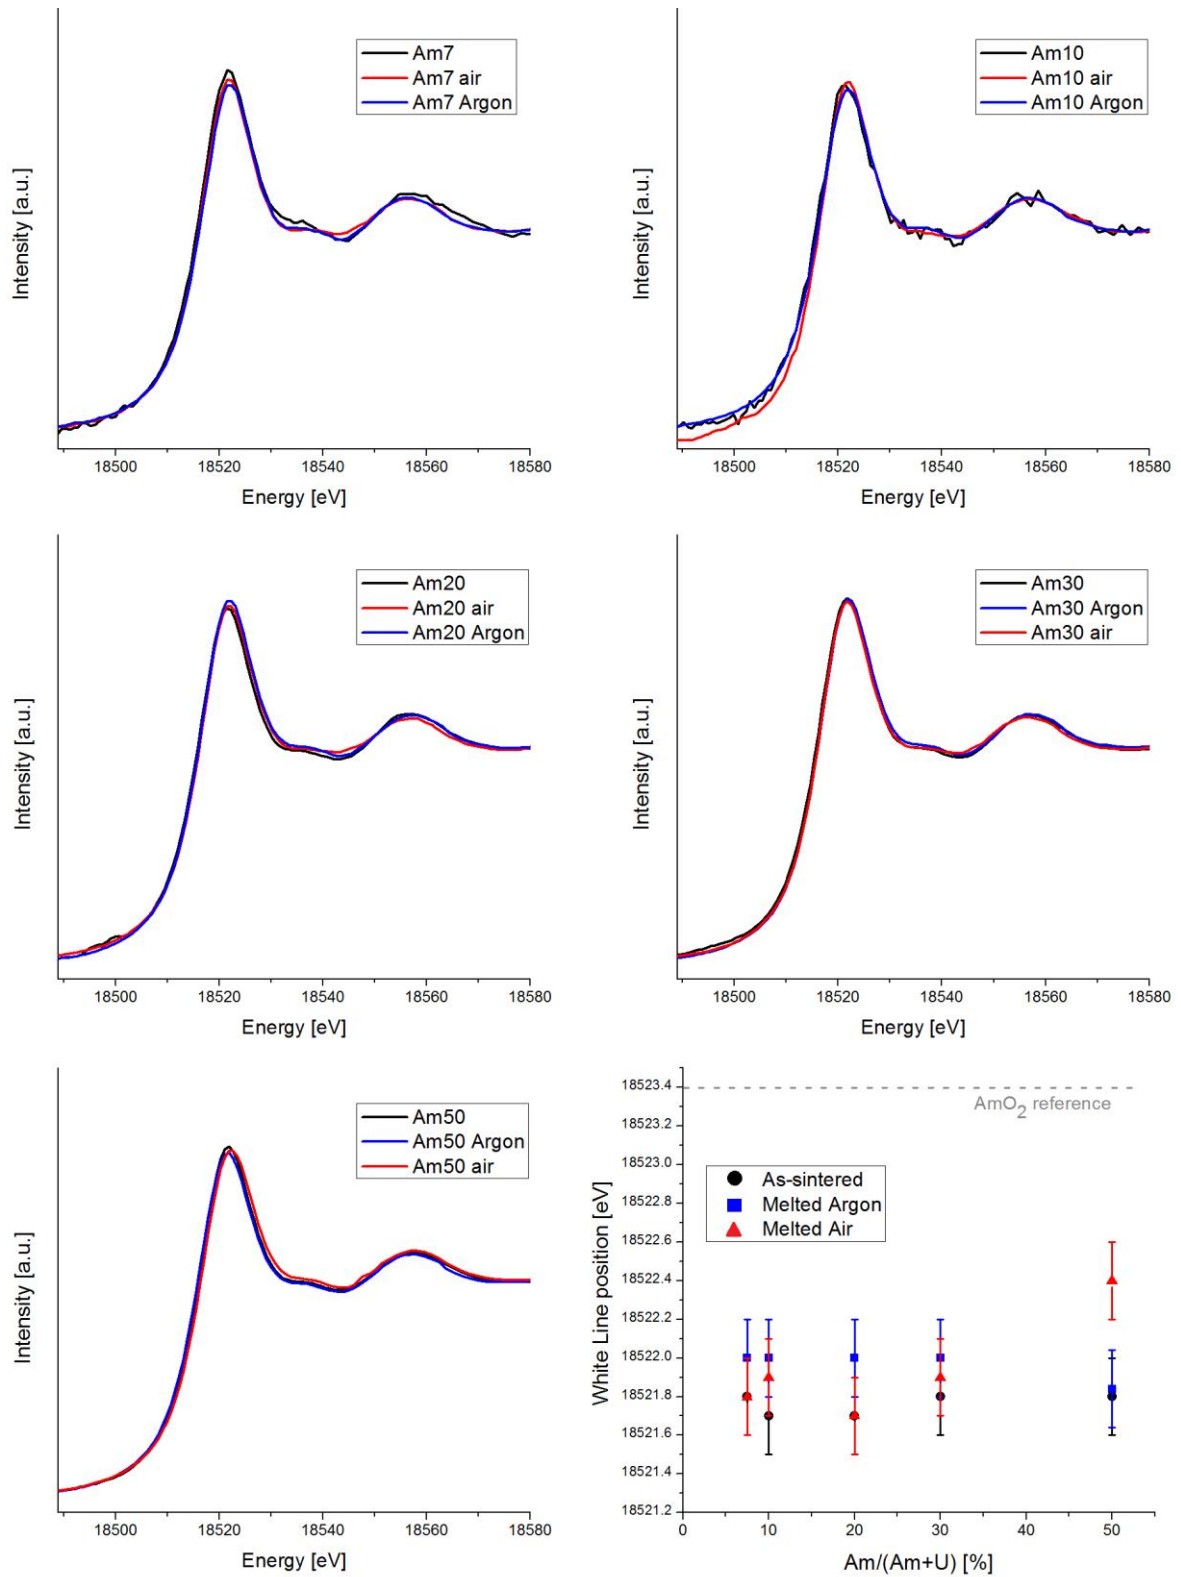 Am7
Am7 air
Am7 Argon
Intensity [a.u.]
18500 18520 18540 18560 18580
Energy [eV]
Am10
Am10 air
Am10 Argon
Intensity [a.u.]
18500 18520 18540 18560 18580
Energy [eV]
Am20
Am20 air
Am20 Argon
Intensity [a.u.]
18500 18520 18540 18560 18580
Energy [eV]
Am30
Am30 Argon
Am30 air
Intensity [a.u.]
18500 18520 18540 18560 18580
Energy [eV]
Am50
Am50 Argon
Am50 air
Intensity [a.u.]
18500 18520 18540 18560 18580
Energy [eV]
18523.4
18523.2
18523.0
18522.8
18522.6
18522.4
18522.2
18522.0
18521.8
18521.6
18521.4
18521.2
White Line position [eV]
AmO₂ reference
As-sintered
Melted Argon
Melted Air
0 10 20 30 40 50
Am/(Am+U) [%]